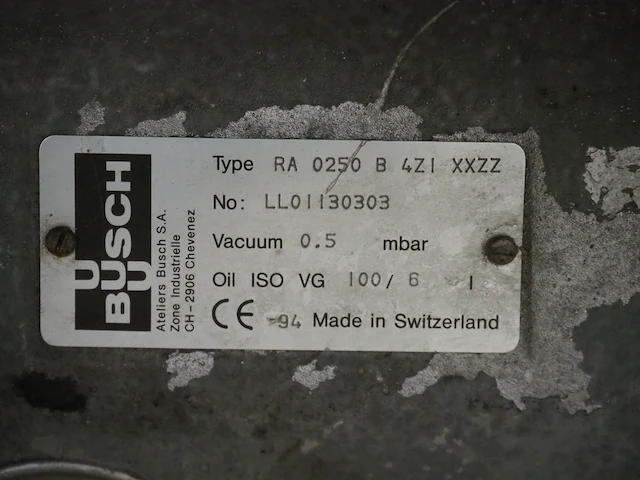 BUSCH
Ateliers Busch S.A.
Zone Industrielle
CH-2906 Chevenez
Type RA 0250 B 4Z1 XXZZ
No: LL01130303
Vacuum 0.5 mbar
Oil ISO VG 100/ 6 l
CE -94 Made in Switzerland